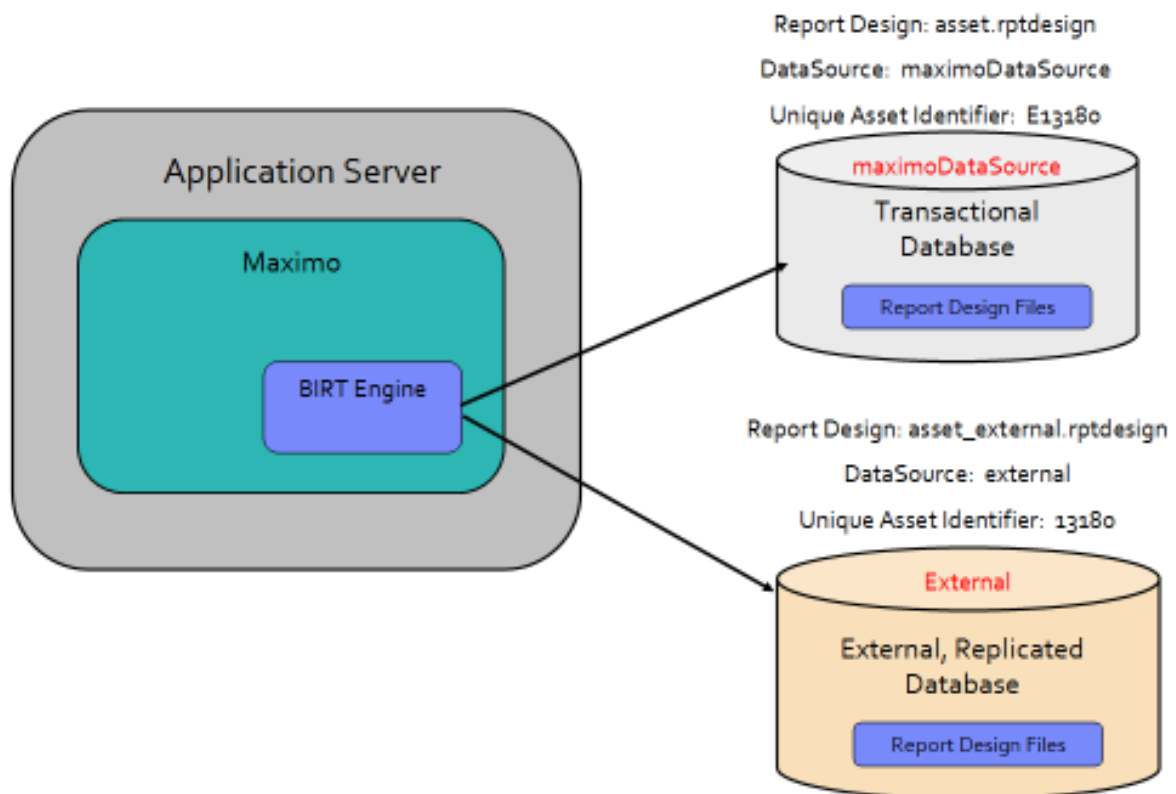 Report Design: asset.rptdesign
DataSource: maximoDataSource
Unique Asset Identifier: E13180
maximoDataSource
Transactional
Database
Report Design Files
Application Server
Maximo
BIRT Engine
Report Design: asset_external.rptdesign
DataSource: external
Unique Asset Identifier: 13180
External
External, Replicated
Database
Report Design Files